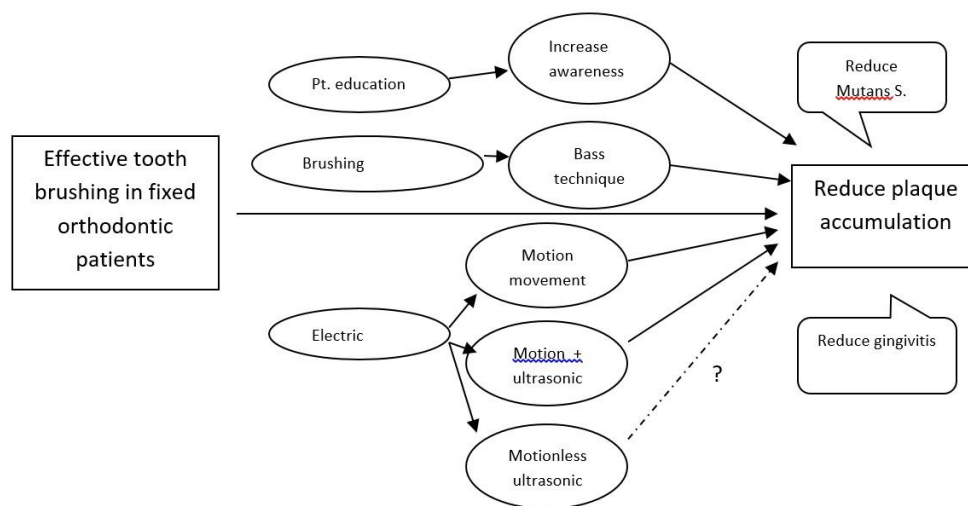 Effective tooth
brushing in fixed
orthodontic
patients
Pt. education
Increase
awareness
Brushing
Bass
technique
Electric
Motion
movement
Motion +
ultrasonic
Motionless
ultrasonic
?
Reduce
Mutans S.
Reduce plaque
accumulation
Reduce gingivitis